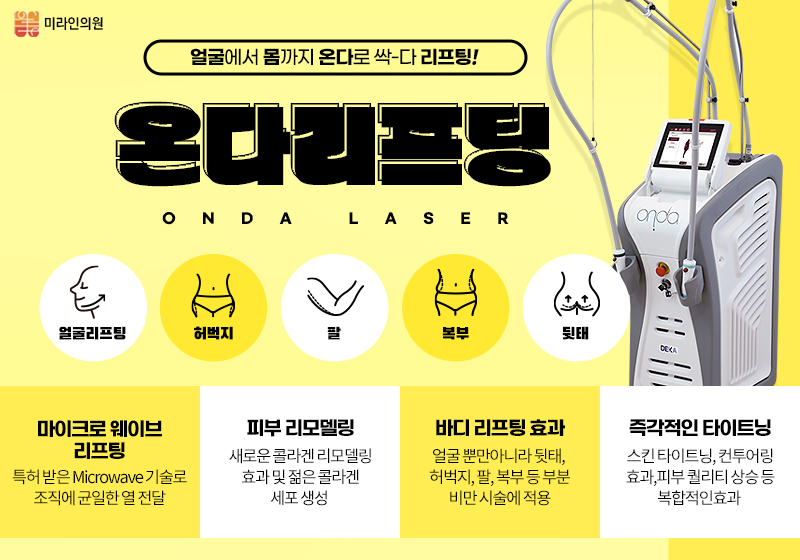 미라인의원
얼굴에서 몸까지 온다로 싹-다 리프팅!
온다리프팅
ONDA LASER
onda
DEKA
얼굴리프팅
허벅지
팔
복부
뒷태
마이크로 웨이브
리프팅
특허 받은 Microwave 기술로
조직에 균일한 열 전달
피부 리모델링
새로운 콜라겐 리모델링
효과 및 젊은 콜라겐
세포 생성
바디 리프팅 효과
얼굴 뿐만아니라 뒷태,
허벅지, 팔, 복부 등 부분
비만 시술에 적용
즉각적인 타이트닝
스킨 타이트닝, 컨투어링
효과,피부 퀄리티 상승 등
복합적인효과